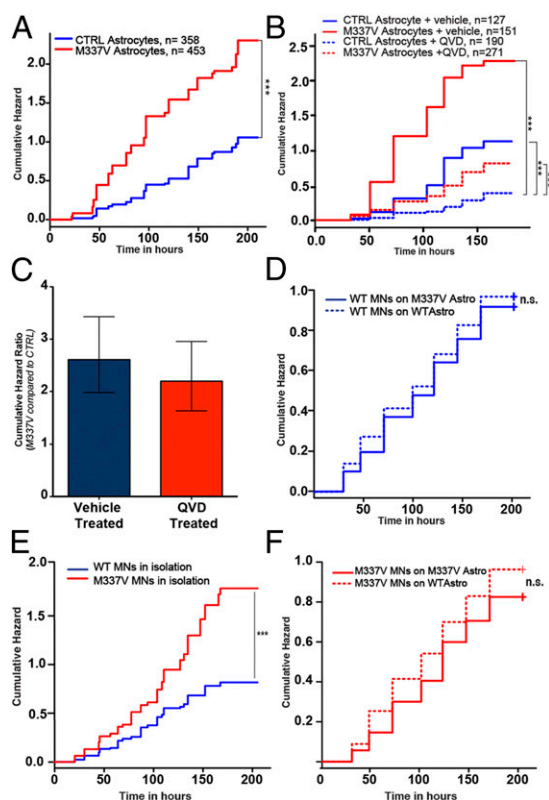 A
CTRL Astrocytes, n= 358
M337V Astrocytes, n= 453
Cumulative Hazard
2.0
1.5
1.0
0.5
0.0
0 50 100 150 200
Time in hours
***
B
CTRL Astrocyte + vehicle, n=127
M337V Astrocytes + vehicle, n=151
CTRL Astrocytes + QVD, n= 190
M337V Astrocytes +QVD, n=271
Cumulative Hazard
2.5
2.0
1.5
1.0
0.5
0.0
0.0 50 100 150
Time in hours
***
***
***
C
Cumulative Hazard Ratio
(M337V compared to CTRL)
4
3
2
1
0
Vehicle
Treated
QVD
Treated
D
WT MNs on M337V Astro
WT MNs on WTAstro
n.s.
Cumulative Hazard
1.0
0.8
0.6
0.4
0.2
0.0
50 100 150 200
Time in hours
E
WT MNs in isolation
M337V MNs in isolation
Cumulative Hazard
2.0
1.5
1.0
0.5
0.0
0 50 100 150 200
Time in hours
***
F
M337V MNs on M337V Astro
M337V MNs on WTAstro
n.s.
Cumulative Hazard
1.0
0.8
0.6
0.4
0.2
0 50 100 150 200
Time in hours